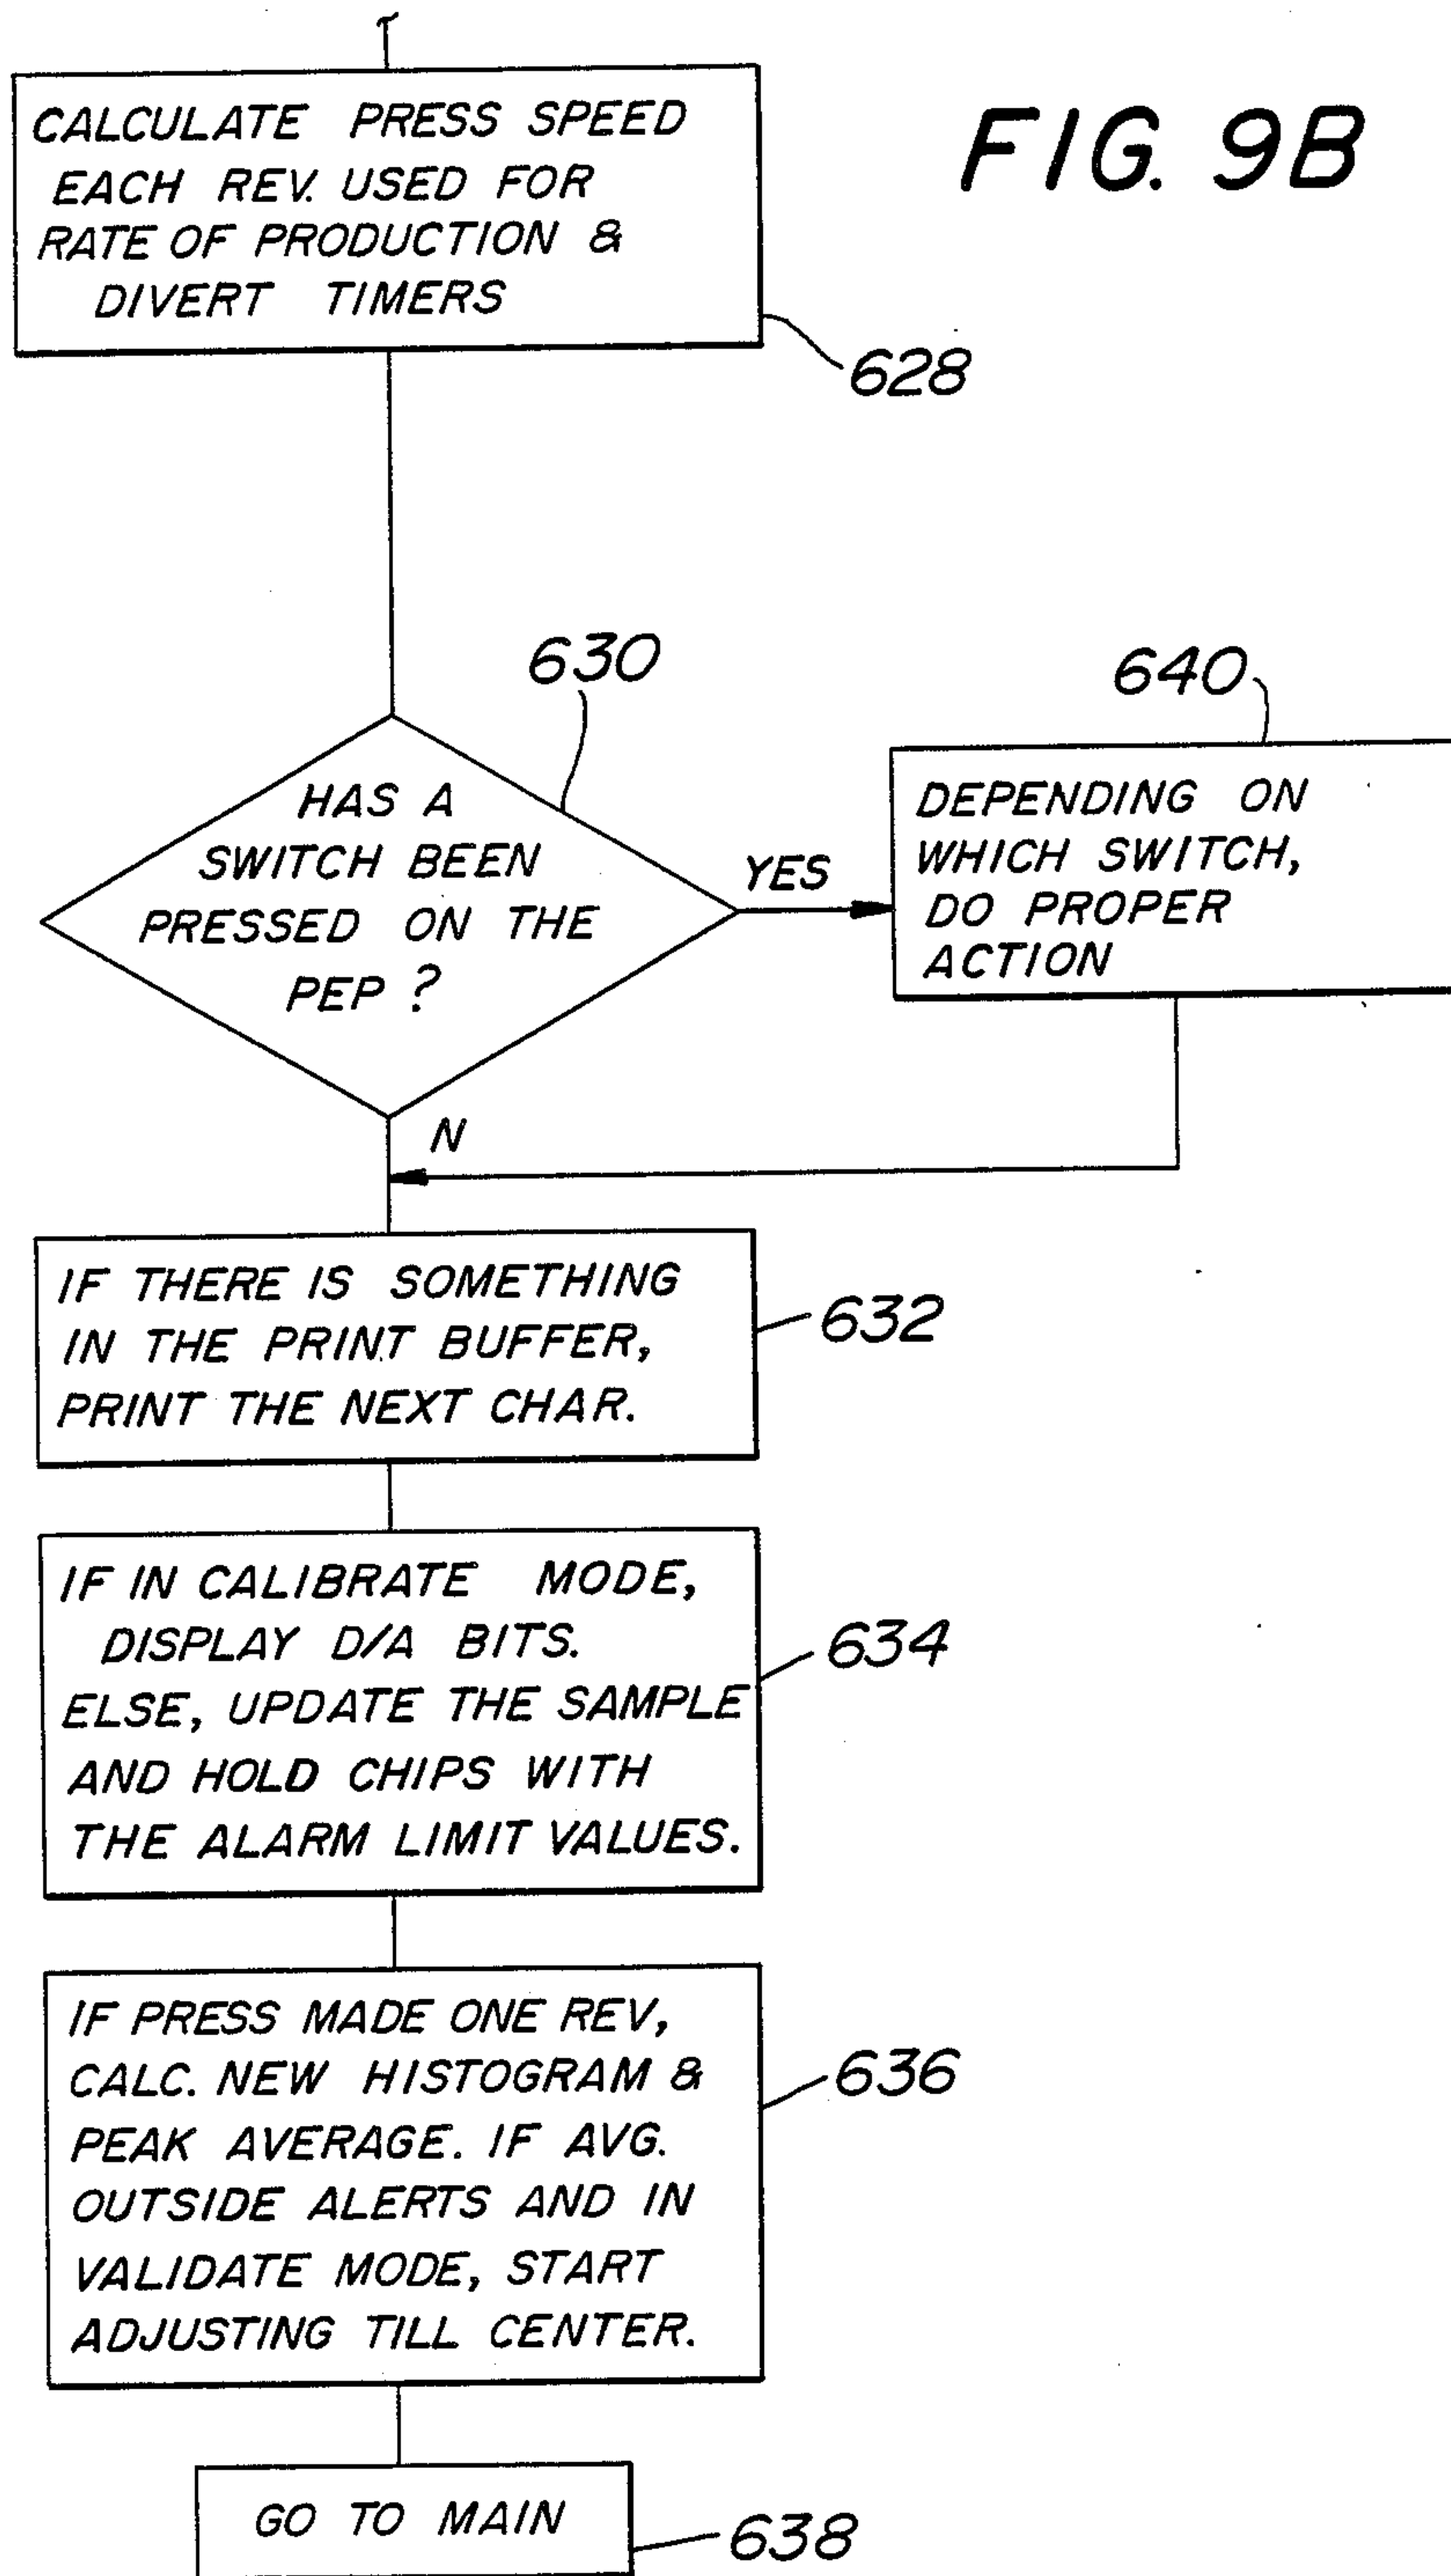 FIG. 9B
CALCULATE PRESS SPEED
EACH REV. USED FOR
RATE OF PRODUCTION &
DIVERT TIMERS
628
630
HAS A
SWITCH BEEN
PRESSED ON THE
PEP ?
YES
640
DEPENDING ON
WHICH SWITCH,
DO PROPER
ACTION
N
IF THERE IS SOMETHING
IN THE PRINT BUFFER,
PRINT THE NEXT CHAR.
632
IF IN CALIBRATE MODE,
DISPLAY D/A BITS.
ELSE, UPDATE THE SAMPLE
AND HOLD CHIPS WITH
THE ALARM LIMIT VALUES.
634
IF PRESS MADE ONE REV,
CALC. NEW HISTOGRAM &
PEAK AVERAGE. IF AVG.
OUTSIDE ALERTS AND IN
VALIDATE MODE, START
ADJUSTING TILL CENTER.
636
GO TO MAIN
638